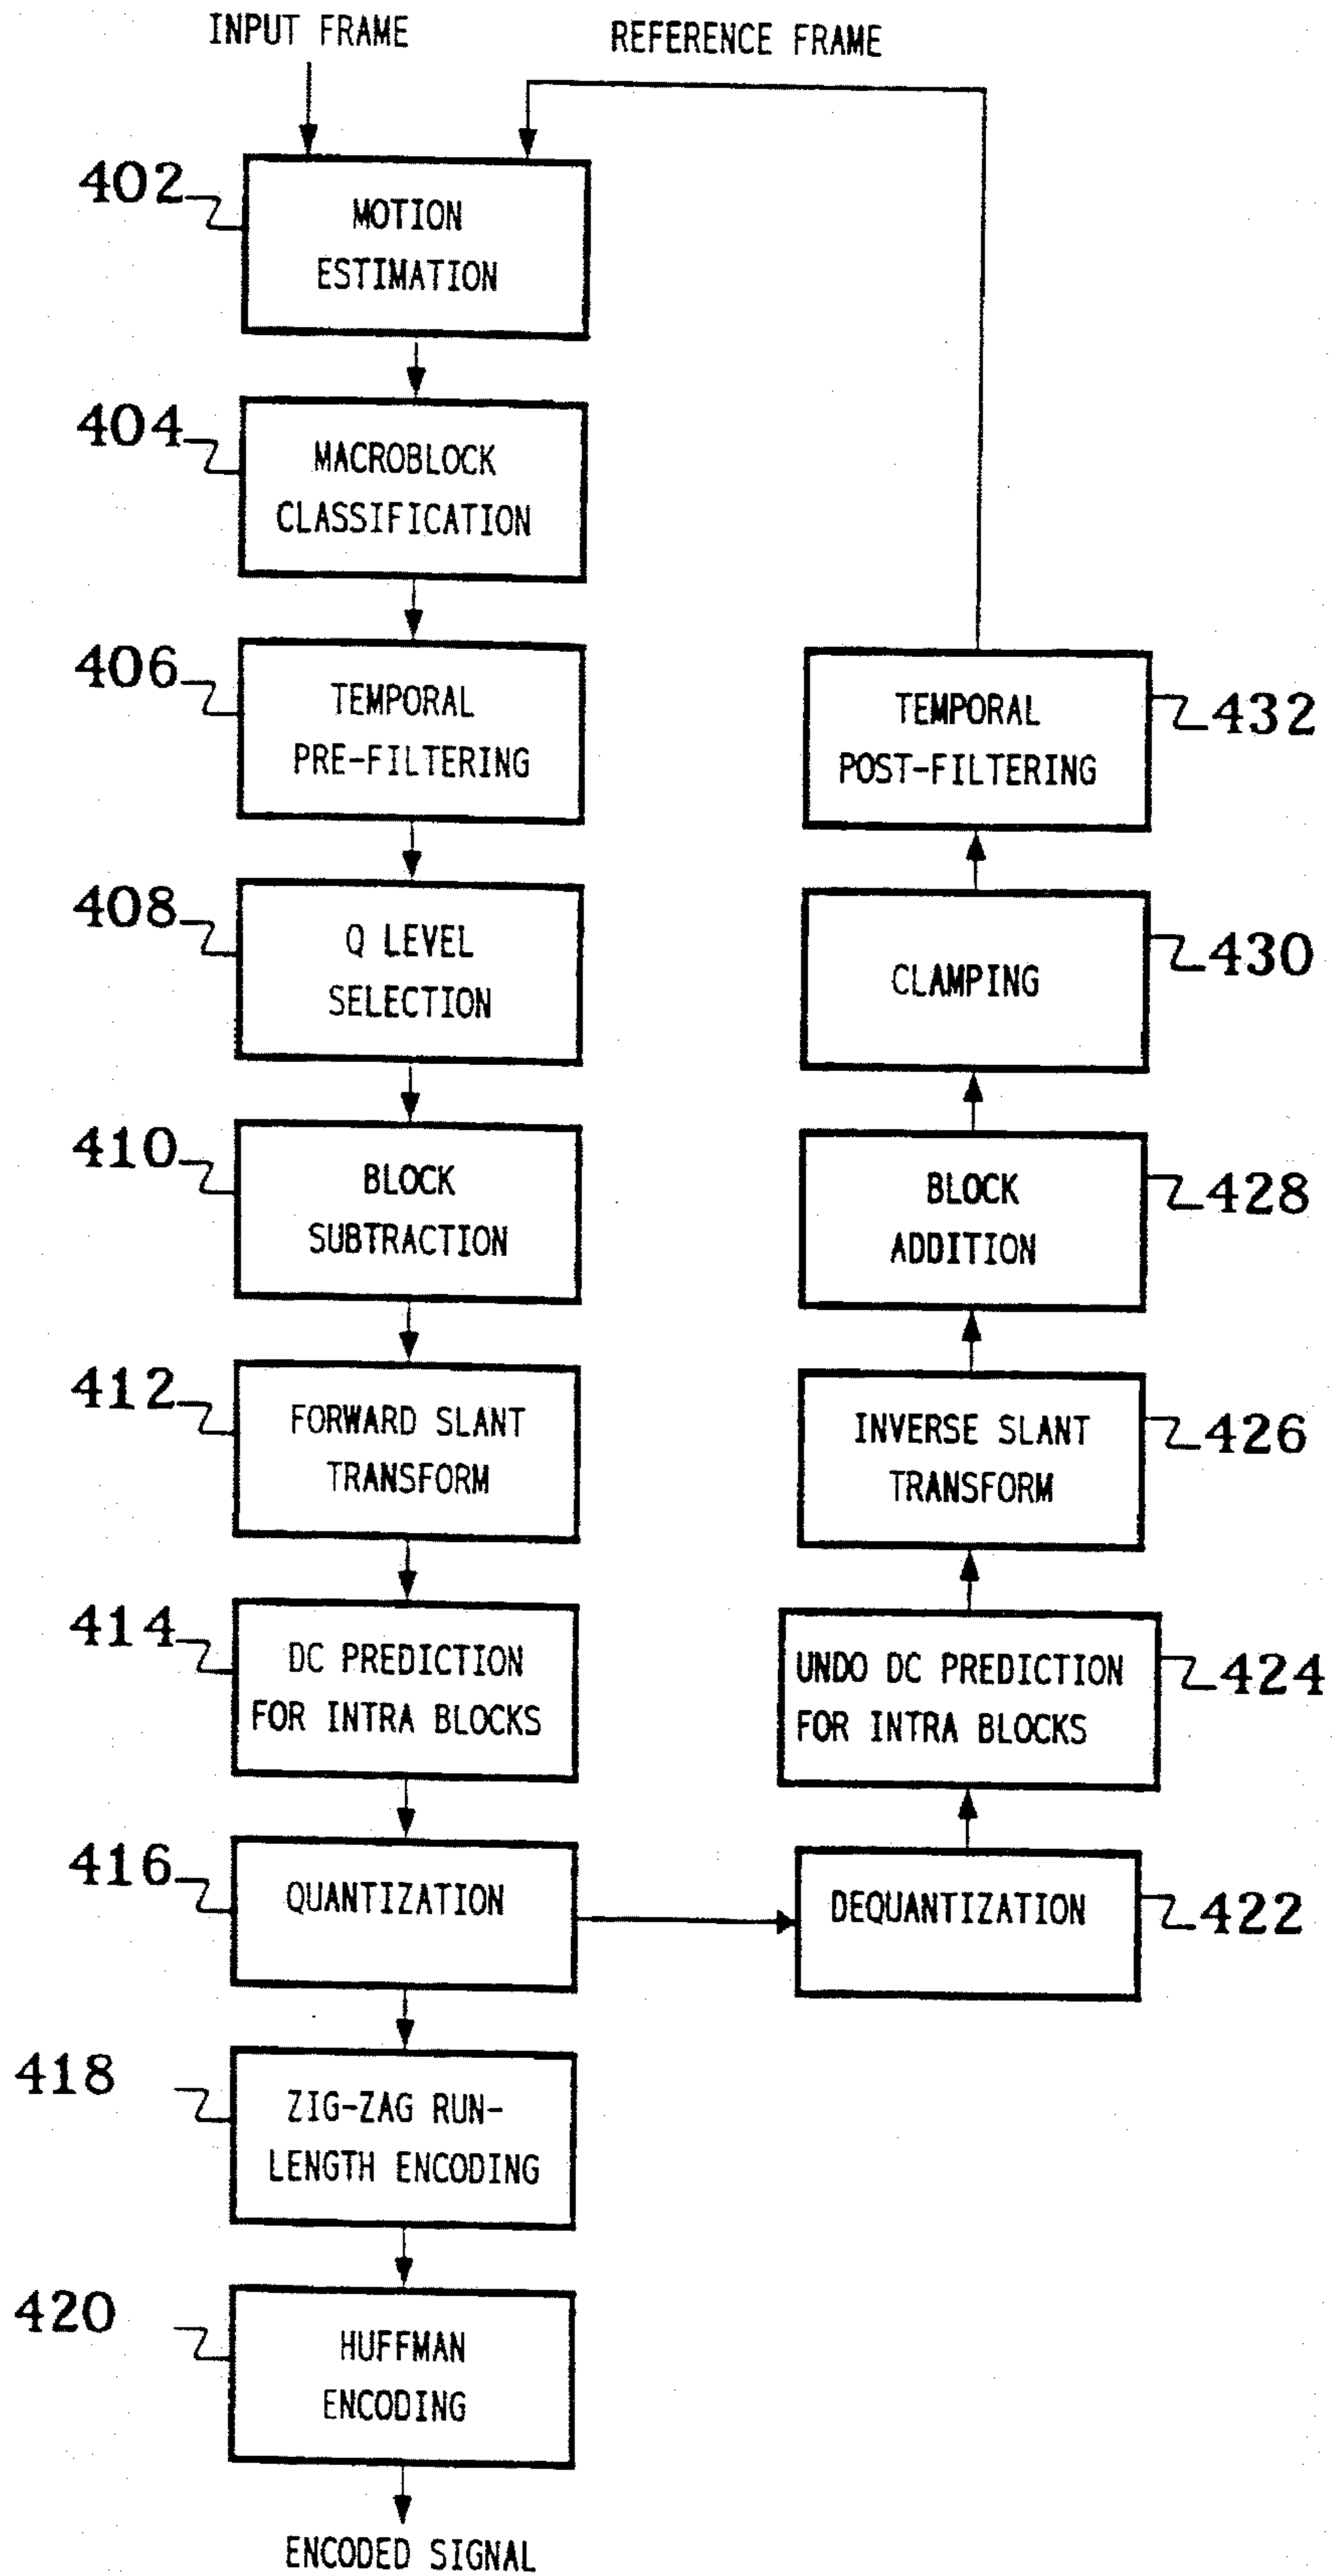 INPUT FRAME
REFERENCE FRAME
402
MOTION
ESTIMATION
404
MACROBLOCK
CLASSIFICATION
406
TEMPORAL
PRE-FILTERING
408
Q LEVEL
SELECTION
410
BLOCK
SUBTRACTION
412
FORWARD SLANT
TRANSFORM
414
DC PREDICTION
FOR INTRA BLOCKS
416
QUANTIZATION
418
ZIG-ZAG RUN-
LENGTH ENCODING
420
HUFFMAN
ENCODING
ENCODED SIGNAL
TEMPORAL
POST-FILTERING
432
CLAMPING
430
BLOCK
ADDITION
428
INVERSE SLANT
TRANSFORM
426
UNDO DC PREDICTION
FOR INTRA BLOCKS
424
DEQUANTIZATION
422